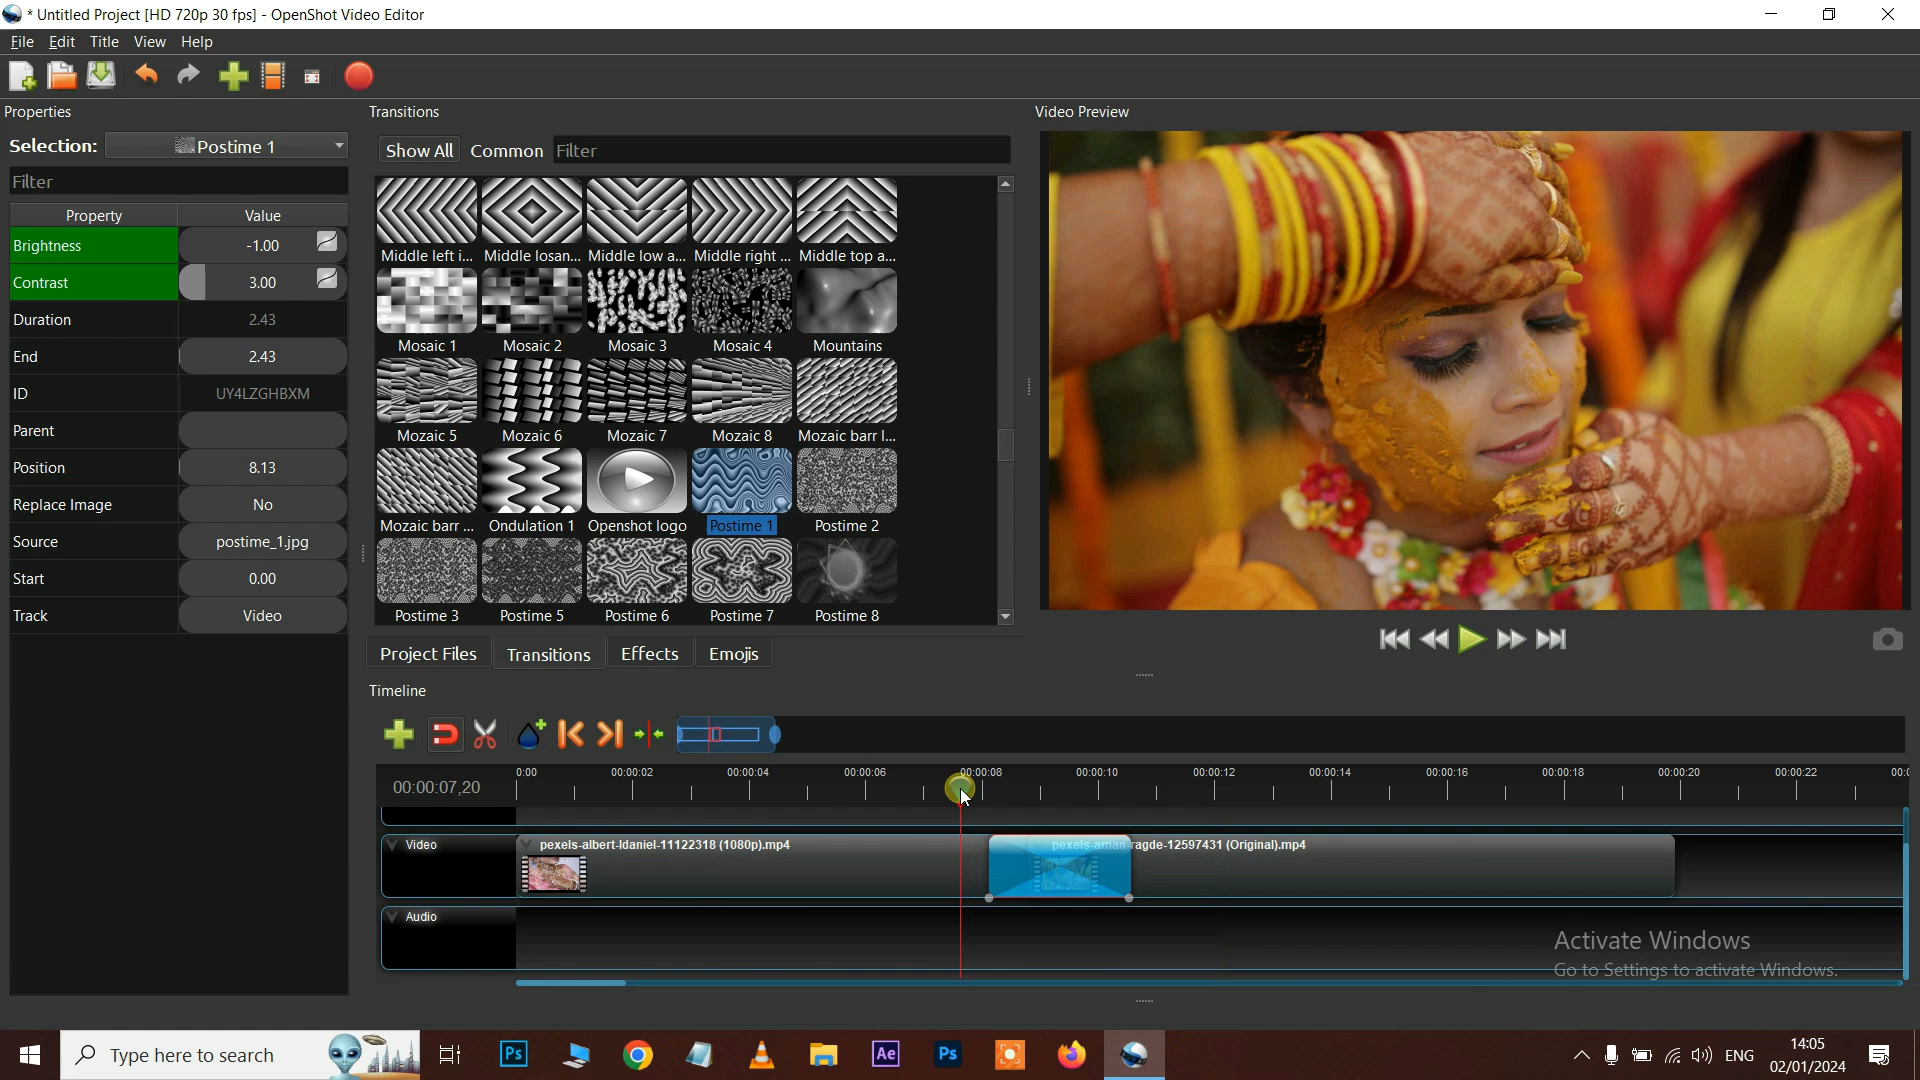 * Untitled Project [HD 720p 30 fps] - OpenShot Video Editor
File Edit Title View Help
Properties
Selection: Postime 1
Filter
Property Value
Brightness -1.00
Contrast 3.00
Duration 2.43
End 2.43
ID UY4LZGHBXM
Parent
Position 8.13
Replace Image No
Source postime_1.jpg
Start 0.00
Track Video
Transitions
Show All Common Filter
Middle left i... Middle losan... Middle low a... Middle right ... Middle top a...
Mosaic 1 Mosaic 2 Mosaic 3 Mosaic 4 Mountains
Mozaic 5 Mozaic 6 Mozaic 7 Mozaic 8 Mozaic barr l...
Mozaic barr ... Ondulation 1 Openshot logo Postime 1 Postime 2
Postime 3 Postime 5 Postime 6 Postime 7 Postime 8
Project Files Transitions Effects Emojis
Video Preview
Timeline
00:00:07,20
0:00 00:00:02 00:00:04 00:00:06 00:00:08 00:00:10 00:00:12 00:00:14 00:00:16 00:00:18 00:00:20 00:00:22 00:0
Video
pexels-albert-ldaniel-11122318 (1080p).mp4
pexels-aman-ragde-12597431 (Original).mp4
Audio
Activate Windows
Go to Settings to activate Windows.
Type here to search
Ps
Ae
Ps
ENG
14:05
02/01/2024